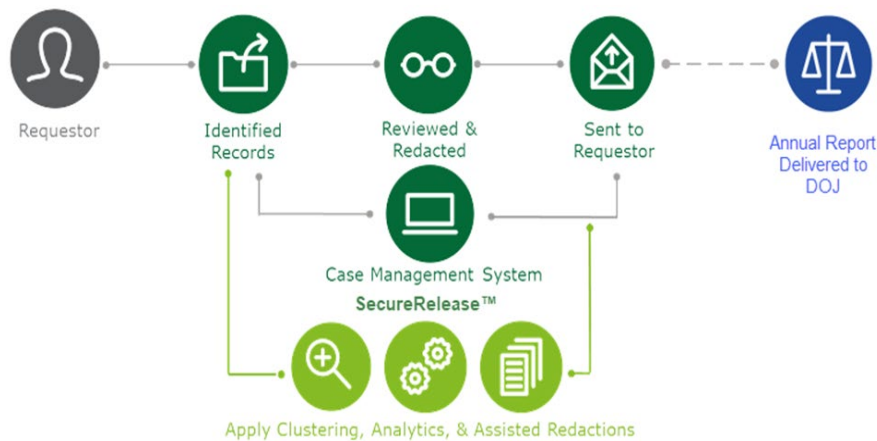 Requestor
Identified
Records
Reviewed &
Redacted
Sent to
Requestor
Annual Report
Delivered to
DOJ
Case Management System
SecureRelease™
Apply Clustering, Analytics, & Assisted Redactions